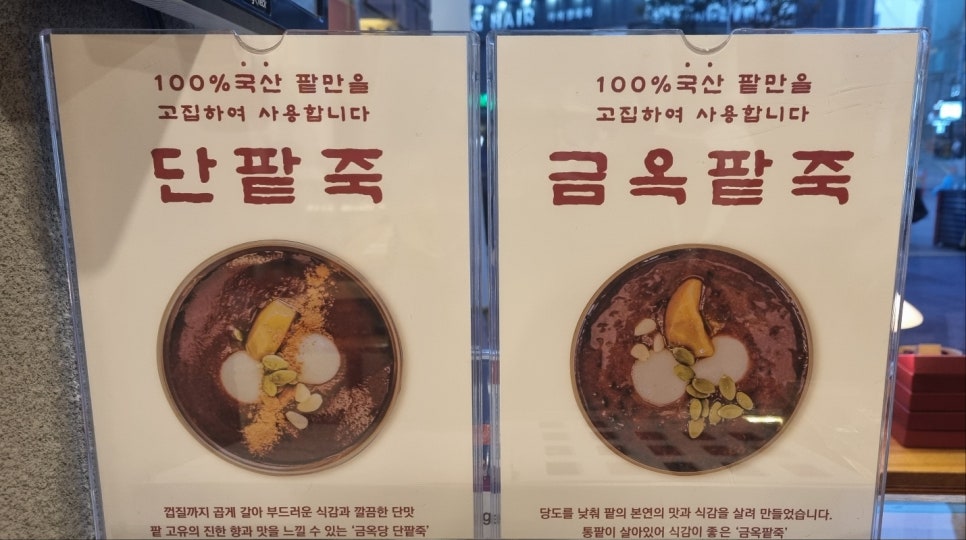 100%국산 팥만을
고집하여 사용합니다
단팥죽
껍질까지 곱게 갈아 부드러운 식감과 깔끔한 단맛
팥 고유의 진한 향과 맛을 느낄 수 있는 '금옥당 단팥죽'
100%국산 팥만을
고집하여 사용합니다
금옥팥죽
당도를 낮춰 팥의 본연의 맛과 식감을 살려 만들었습니다.
통팥이 살아있어 식감이 좋은 '금옥팥죽'
HAIR